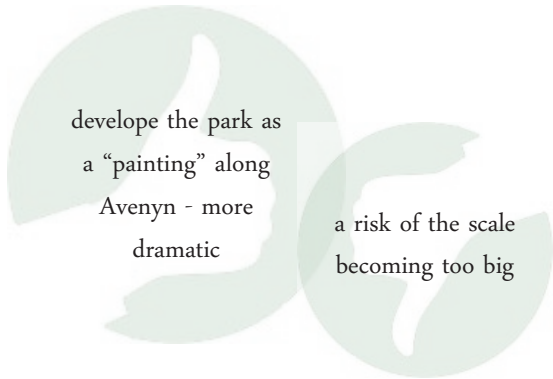 develope the park as
a “painting” along
Avenyn - more
dramatic
a risk of the scale
becoming too big